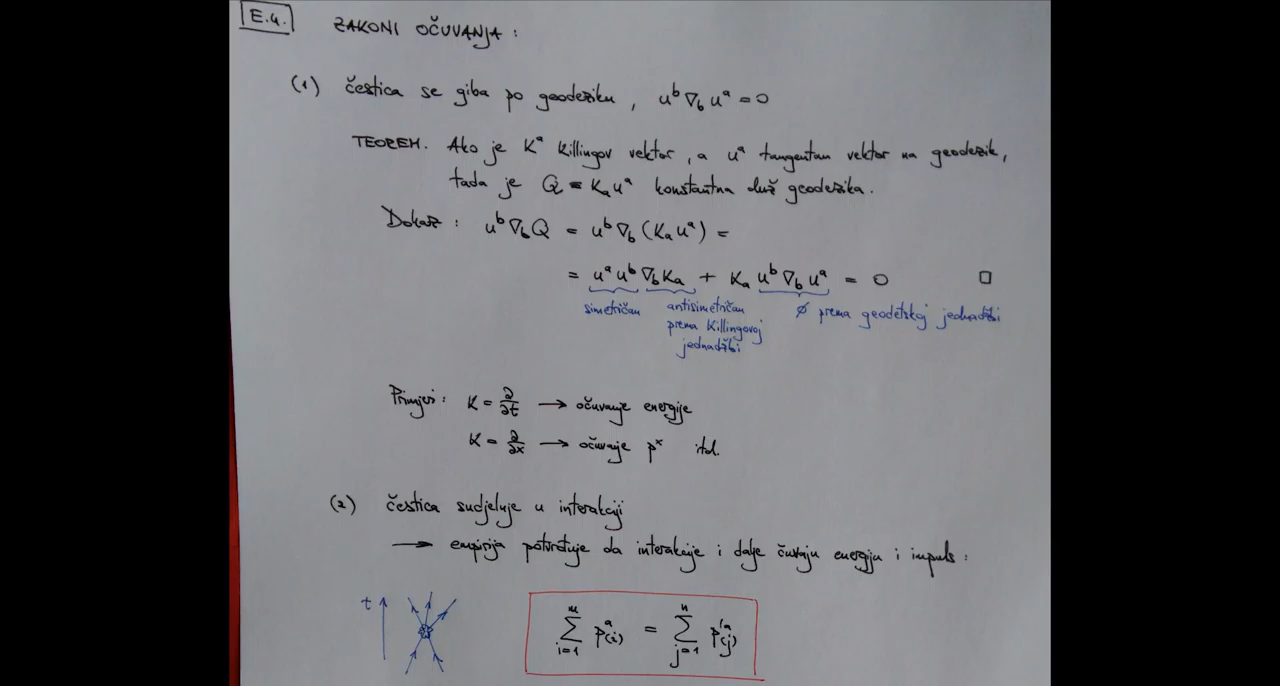 E.4. ZAKONI OČUVANJA :
(1) čestica se giba po geodeziku , u^b ∇_b u^a = 0
TEOREM. Ako je K^a Killingov vektor , a u^a tangentan vektor na geodezik,
tada je Q = K_a u^a konstantna duž geodezika.
Dokaz : u^b ∇_b Q = u^b ∇_b (K_a u^a) =
= u^a u^b ∇_b K_a + K_a u^b ∇_b u^a = 0 □
simetričan antisimetričan prema Killingovoj jednadžbi ∅ prema geodetskoj jednadžbi
Primjeri : K = ∂/∂t → očuvanje energije
K = ∂/∂x → očuvanje p^x itd.
(2) čestica sudjeluje u interakciji
→ empirija potvrđuje da interakcije i dalje čuvaju energiju i impuls :
t
∑_{i=1}^{m} p^a_{(i)} = ∑_{j=1}^{n} p'^a_{(j)}